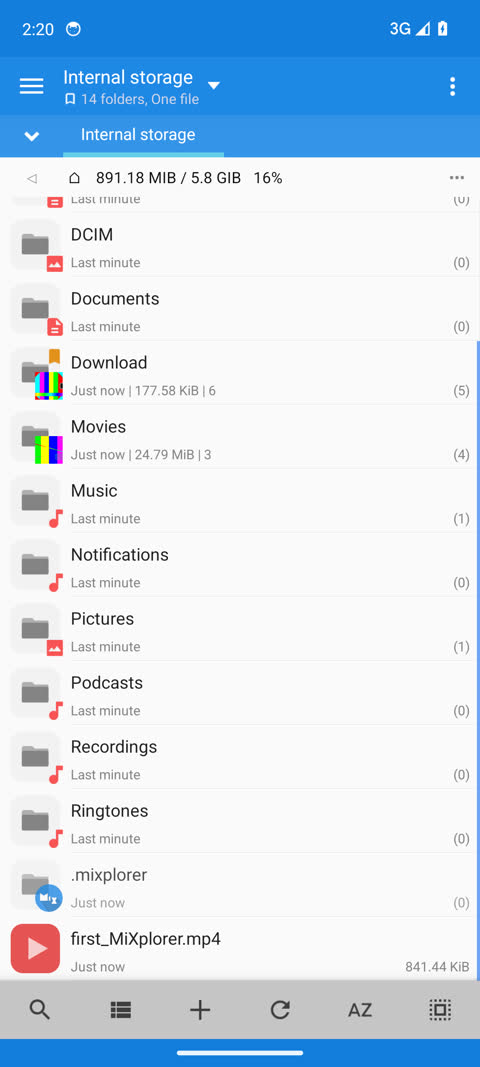 2:20
3G
Internal storage
14 folders, One file
Internal storage
891.18 MIB / 5.8 GIB 16%
Last minute (0)
DCIM
Last minute (0)
Documents
Last minute (0)
Download
Just now | 177.58 KiB | 6 (5)
Movies
Just now | 24.79 MiB | 3 (4)
Music
Last minute (1)
Notifications
Last minute (0)
Pictures
Last minute (1)
Podcasts
Last minute (0)
Recordings
Last minute (0)
Ringtones
Last minute (0)
.mixplorer
Just now (0)
first_MiXplorer.mp4
Just now 841.44 KiB
AZ